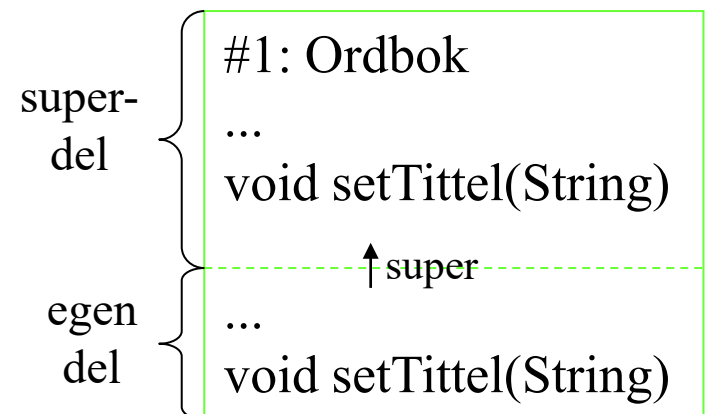 super-
del
#1: Ordbok
...
void setTittel(String)
super
egen
del
...
void setTittel(String)